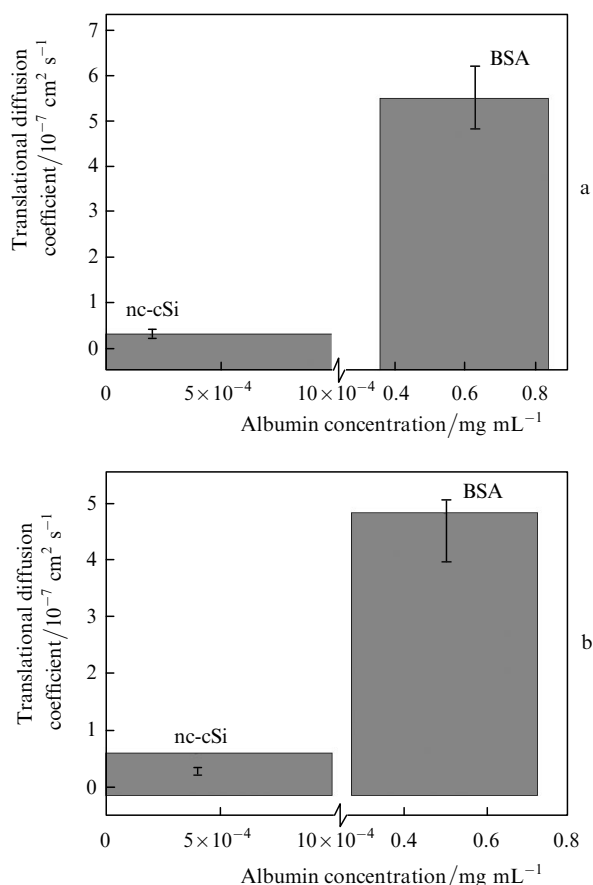 Translational diffusion
coefficient/10⁻⁷ cm² s⁻¹
7
6
5
4
3
2
1
0
BSA
nc-cSi
a
0 5×10⁻⁴ 10×10⁻⁴ 0.4 0.6 0.8
Albumin concentration/mg mL⁻¹
Translational diffusion
coefficient/10⁻⁷ cm² s⁻¹
5
4
3
2
1
0
BSA
nc-cSi
b
0 5×10⁻⁴ 10×10⁻⁴ 0.4 0.6 0.8
Albumin concentration/mg mL⁻¹